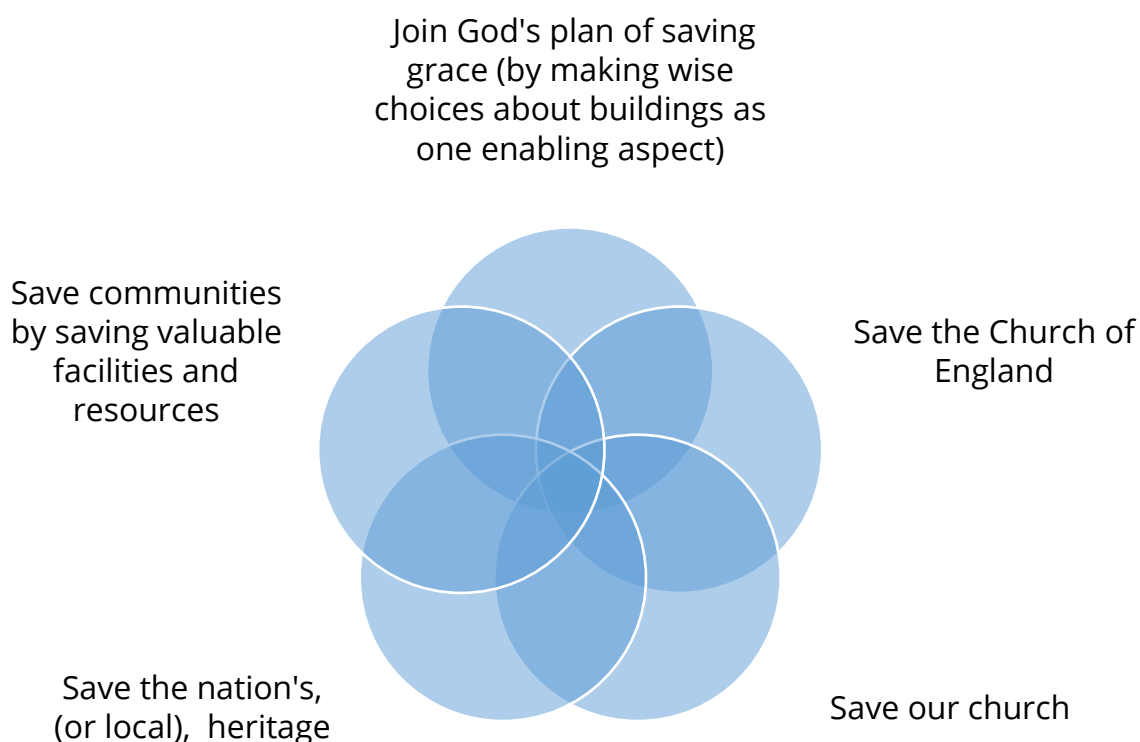 Join God's plan of saving
grace (by making wise
choices about buildings as
one enabling aspect)
Save communities
by saving valuable
facilities and
resources
Save the Church of
England
Save the nation's,
(or local),  heritage
Save our church